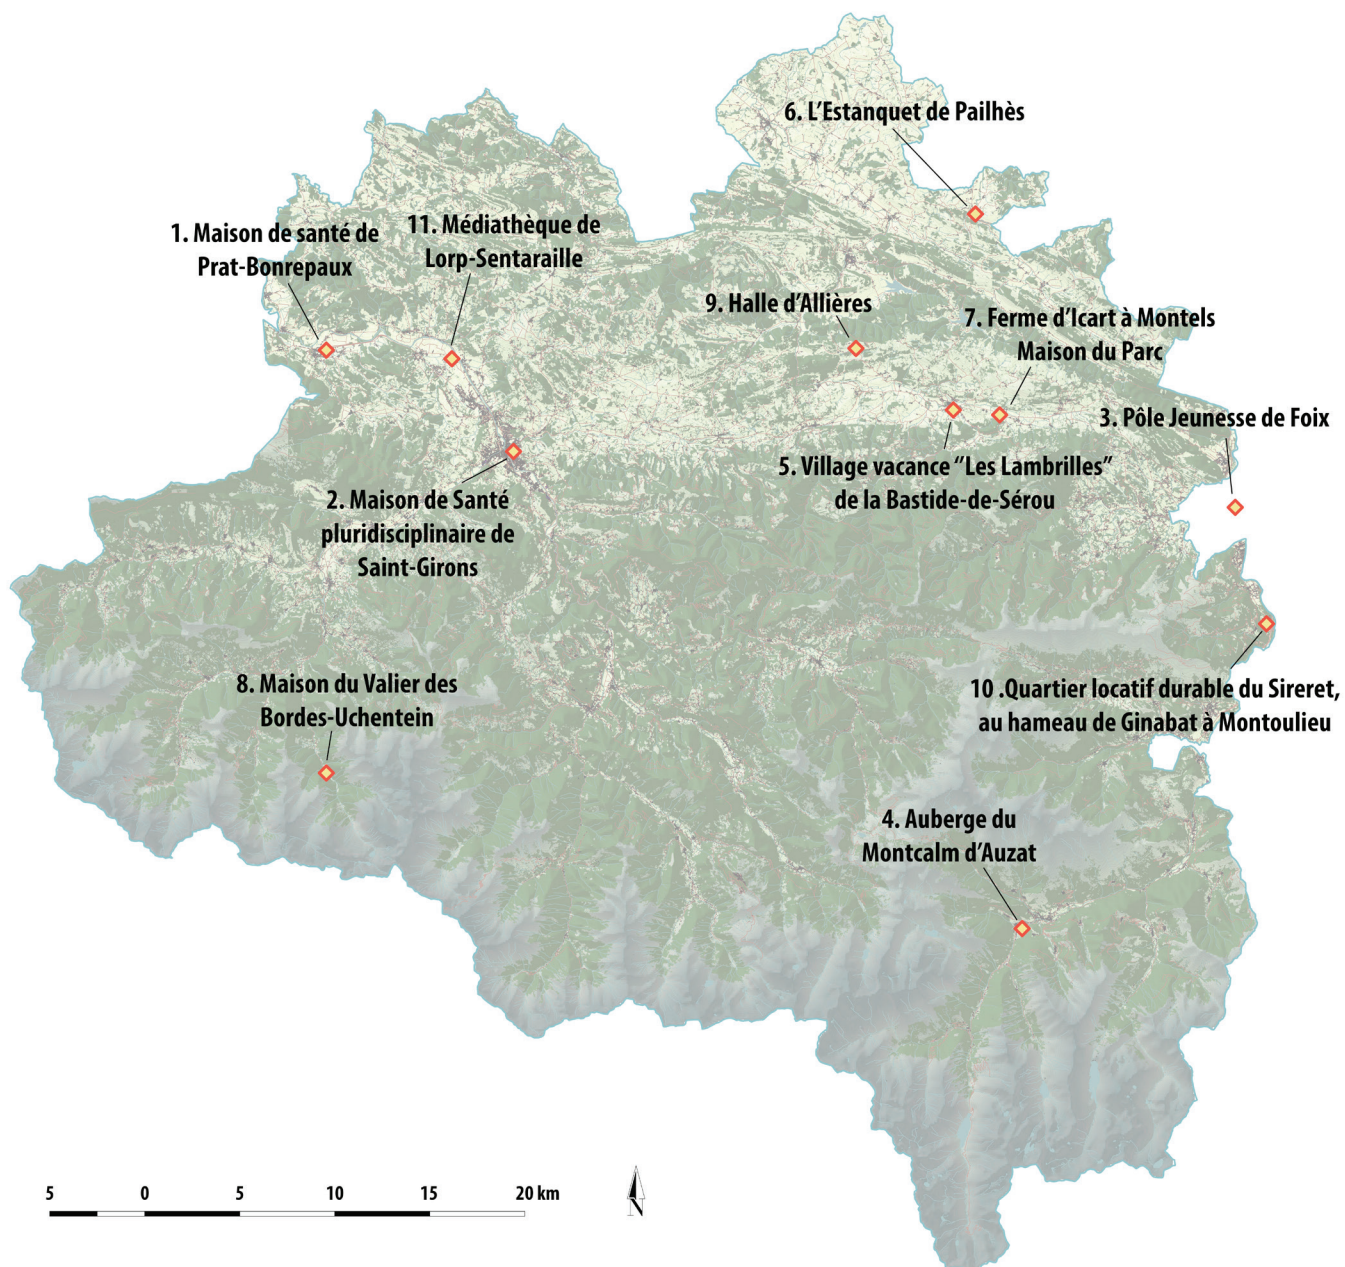 6. L’Estanquet de Pailhès
1. Maison de santé de
Prat-Bonrepaux
11. Médiathèque de
Lorp-Sentaraille
9. Halle d’Allières
7. Ferme d’Icart à Montels
Maison du Parc
3. Pôle Jeunesse de Foix
5. Village vacance “Les Lambrilles”
de la Bastide-de-Sérou
2. Maison de Santé
pluridisciplinaire de
Saint-Girons
8. Maison du Valier des
Bordes-Uchentein
10 .Quartier locatif durable du Sireret,
au hameau de Ginabat à Montoulieu
4. Auberge du
Montcalm d’Auzat
5 0 5 10 15 20 km
N